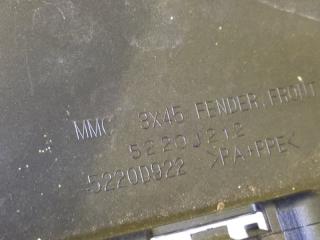 MMC 8X45 FENDER, FRONT
5220J212
5220D922 >PA+PPE<